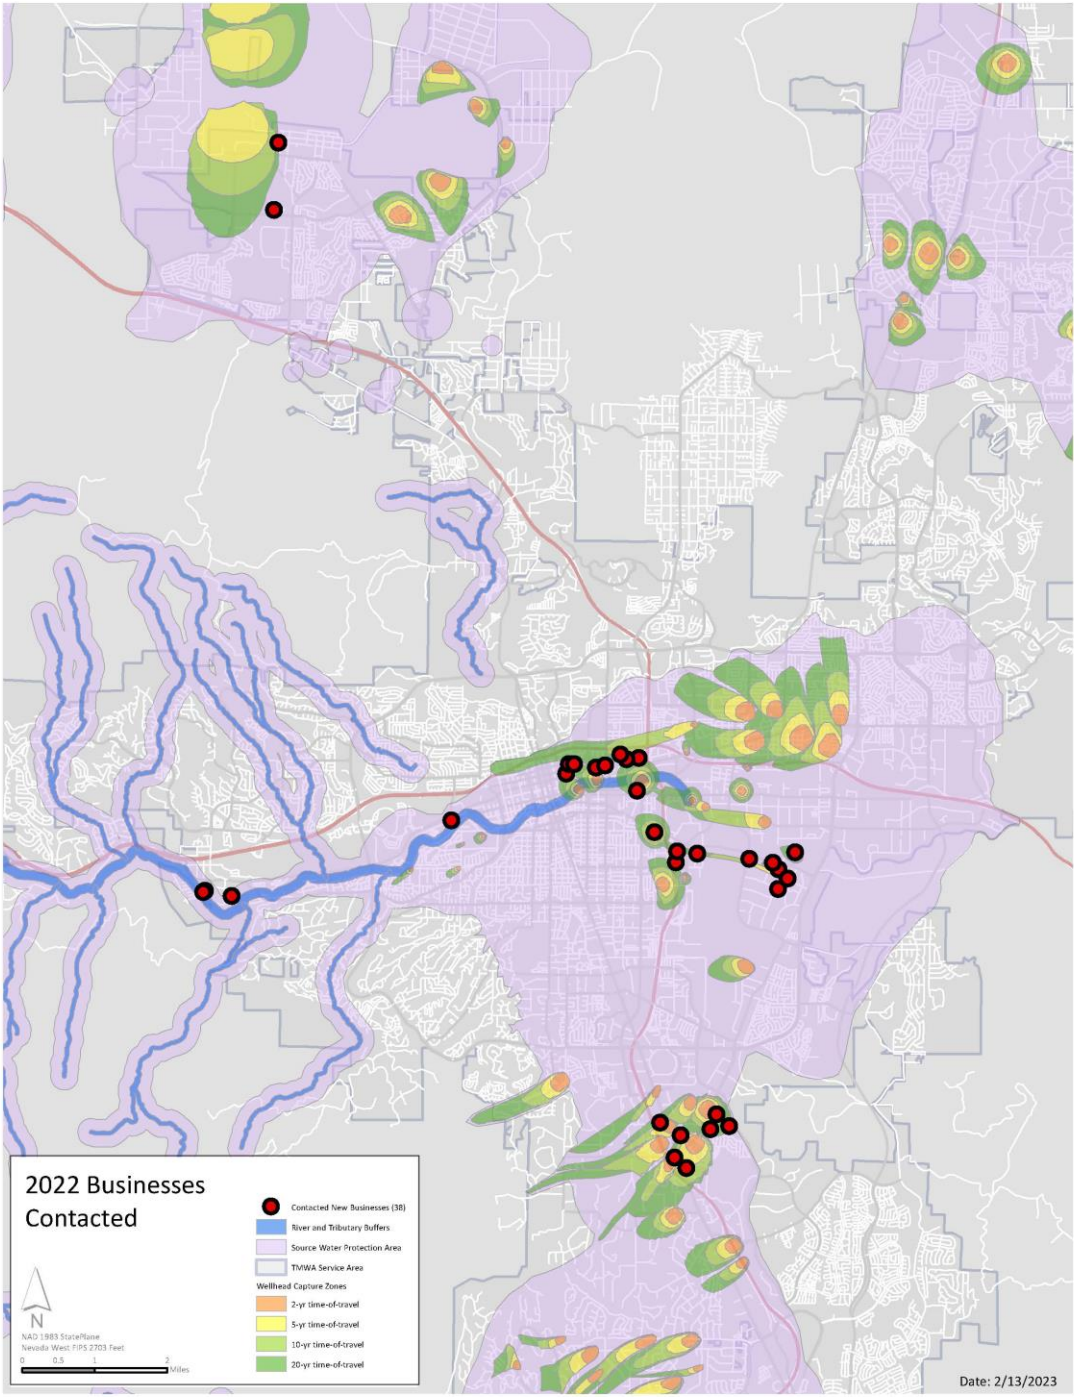 2022 Businesses
Contacted
Contacted New Businesses (38)
River and Tributary Buffers
Source Water Protection Area
TMWA Service Area
Wellhead Capture Zones
2-yr time-of-travel
5-yr time-of-travel
10-yr time-of-travel
20-yr time-of-travel
N
NAD 1983 StatePlane
Nevada West FIPS 2703 Feet
0 0.5 1 2
Miles
Date: 2/13/2023